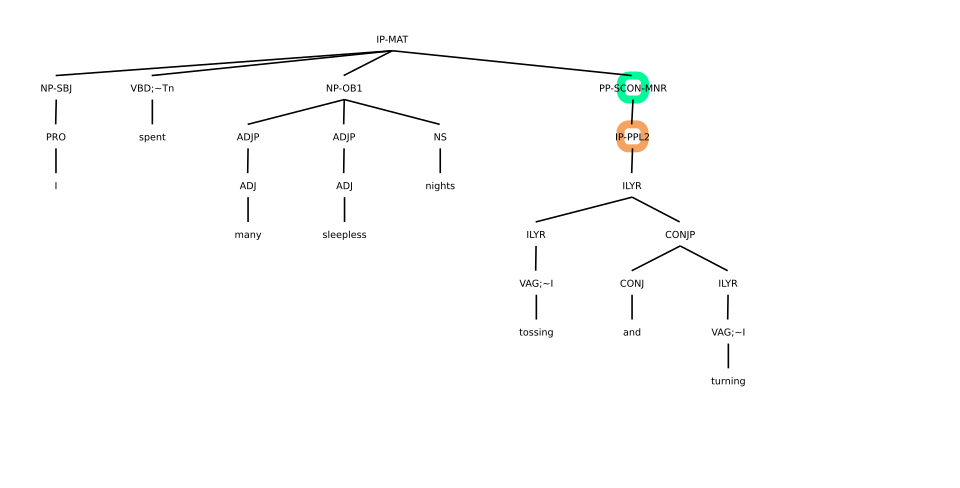 IP-MAT
NP-SBJ VBD;~Tn NP-OB1 PP-SCON-MNR
PRO spent ADJP ADJP NS IP-PPL2
I ADJ ADJ nights ILYR
many sleepless ILYR CONJP
VAG;~I CONJ ILYR
tossing and VAG;~I
turning